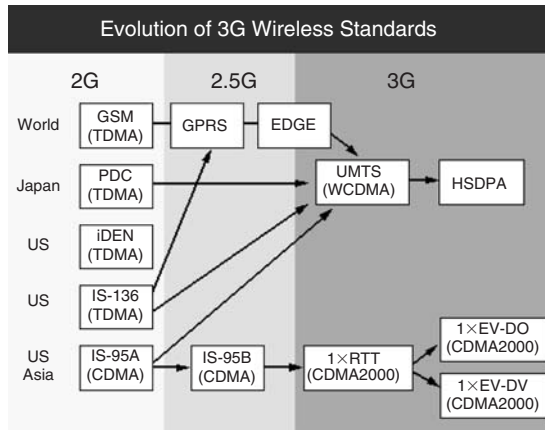 Evolution of 3G Wireless Standards
2G
2.5G
3G
World
GSM
(TDMA)
GPRS
EDGE
Japan
PDC
(TDMA)
UMTS
(WCDMA)
HSDPA
US
iDEN
(TDMA)
US
IS-136
(TDMA)
US
Asia
IS-95A
(CDMA)
IS-95B
(CDMA)
1×RTT
(CDMA2000)
1×EV-DO
(CDMA2000)
1×EV-DV
(CDMA2000)